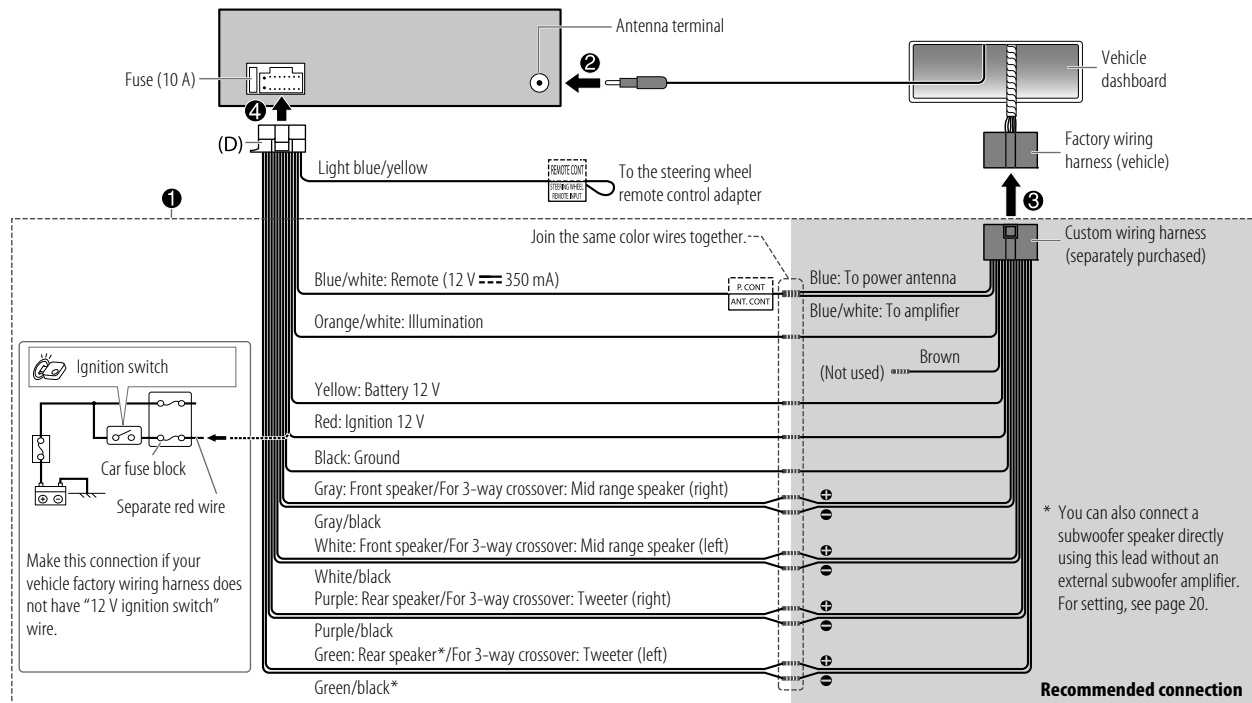 Antenna terminal
Fuse (10 A)
❷
Vehicle
dashboard
❹
(D)
Factory wiring
harness (vehicle)
Light blue/yellow
REMOTE CONT
STEERING WHEEL
REMOTE INPUT
To the steering wheel
remote control adapter
❶
❸
Join the same color wires together.
Custom wiring harness
(separately purchased)
Blue/white: Remote (12 V ⎓ 350 mA)
P. CONT
ANT. CONT
Blue: To power antenna
Blue/white: To amplifier
Orange/white: Illumination
Ignition switch
Brown
(Not used)
Yellow: Battery 12 V
Red: Ignition 12 V
Car fuse block
Separate red wire
Black: Ground
Gray: Front speaker/For 3-way crossover: Mid range speaker (right)
Gray/black
White: Front speaker/For 3-way crossover: Mid range speaker (left)
White/black
Purple: Rear speaker/For 3-way crossover: Tweeter (right)
Purple/black
Green: Rear speaker*/For 3-way crossover: Tweeter (left)
Green/black*
Make this connection if your
vehicle factory wiring harness does
not have “12 V ignition switch”
wire.
* You can also connect a
subwoofer speaker directly
using this lead without an
external subwoofer amplifier.
For setting, see page 20.
Recommended connection